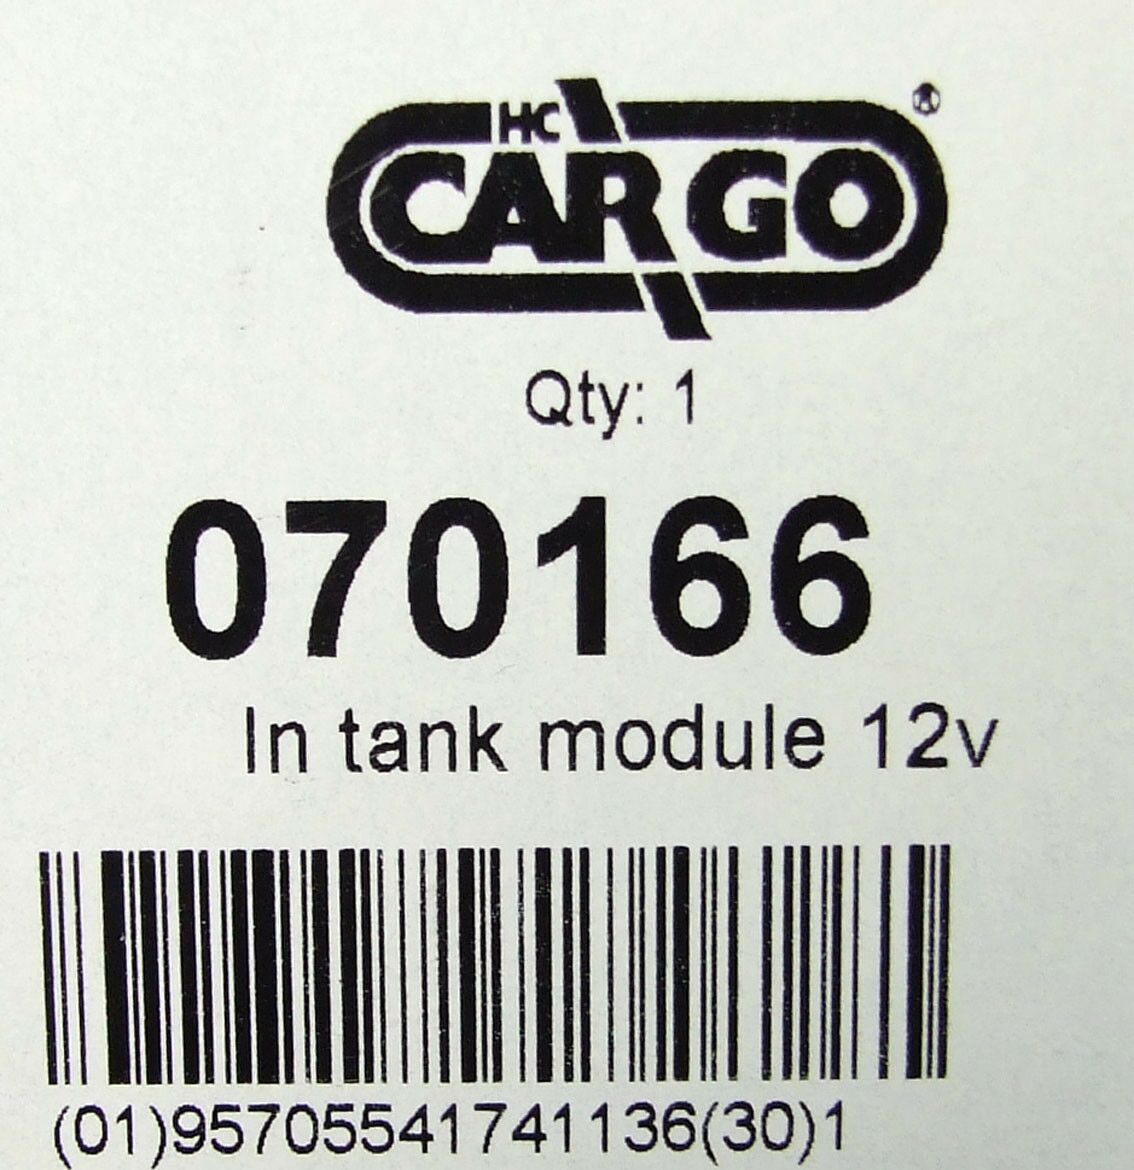 HC
CARGO®
Qty: 1
070166
In tank module 12v
(01)95705541741136(30)1